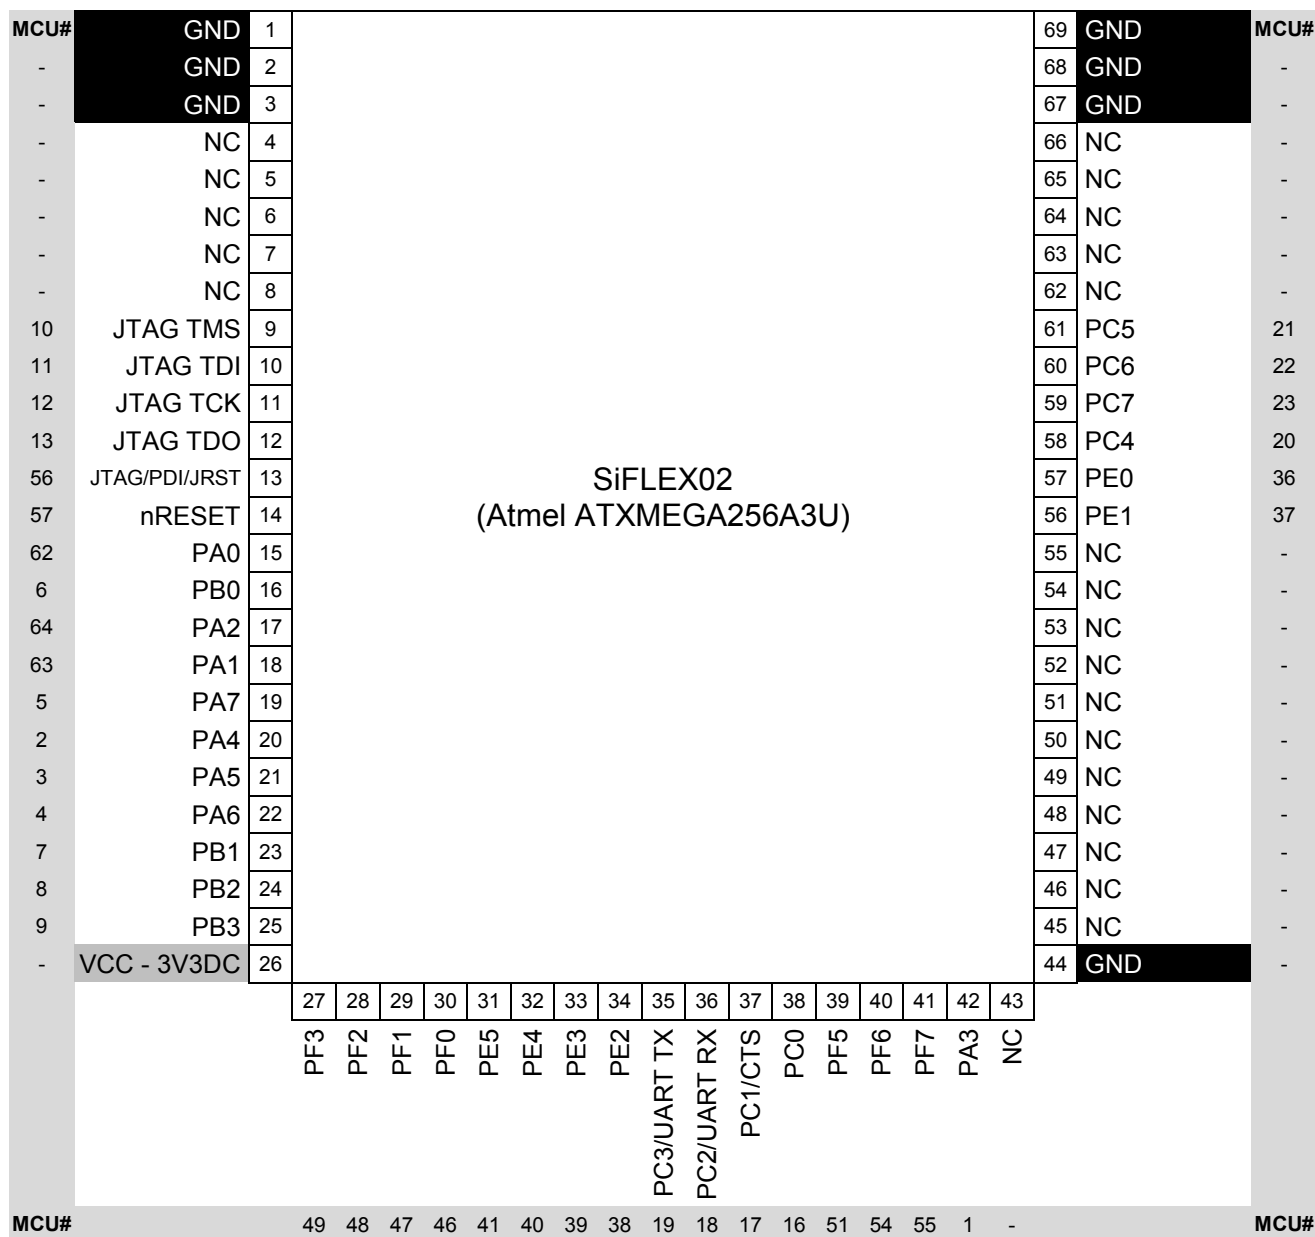 MCU# GND 1 69 GND MCU#
- GND 2 68 GND -
- GND 3 67 GND -
- NC 4 66 NC -
- NC 5 65 NC -
- NC 6 64 NC -
- NC 7 63 NC -
- NC 8 62 NC -
10 JTAG TMS 9 61 PC5 21
11 JTAG TDI 10 60 PC6 22
12 JTAG TCK 11 59 PC7 23
13 JTAG TDO 12 58 PC4 20
56 JTAG/PDI/JRST 13 SiFLEX02 57 PE0 36
57 nRESET 14 (Atmel ATXMEGA256A3U) 56 PE1 37
62 PA0 15 55 NC -
6 PB0 16 54 NC -
64 PA2 17 53 NC -
63 PA1 18 52 NC -
5 PA7 19 51 NC -
2 PA4 20 50 NC -
3 PA5 21 49 NC -
4 PA6 22 48 NC -
7 PB1 23 47 NC -
8 PB2 24 46 NC -
9 PB3 25 45 NC -
- VCC - 3V3DC 26 44 GND -
27 28 29 30 31 32 33 34 35 36 37 38 39 40 41 42 43
PF3 PF2 PF1 PF0 PE5 PE4 PE3 PE2 PC3/UART TX PC2/UART RX PC1/CTS PC0 PF5 PF6 PF7 PA3 NC
MCU# 49 48 47 46 41 40 39 38 19 18 17 16 51 54 55 1 - MCU#